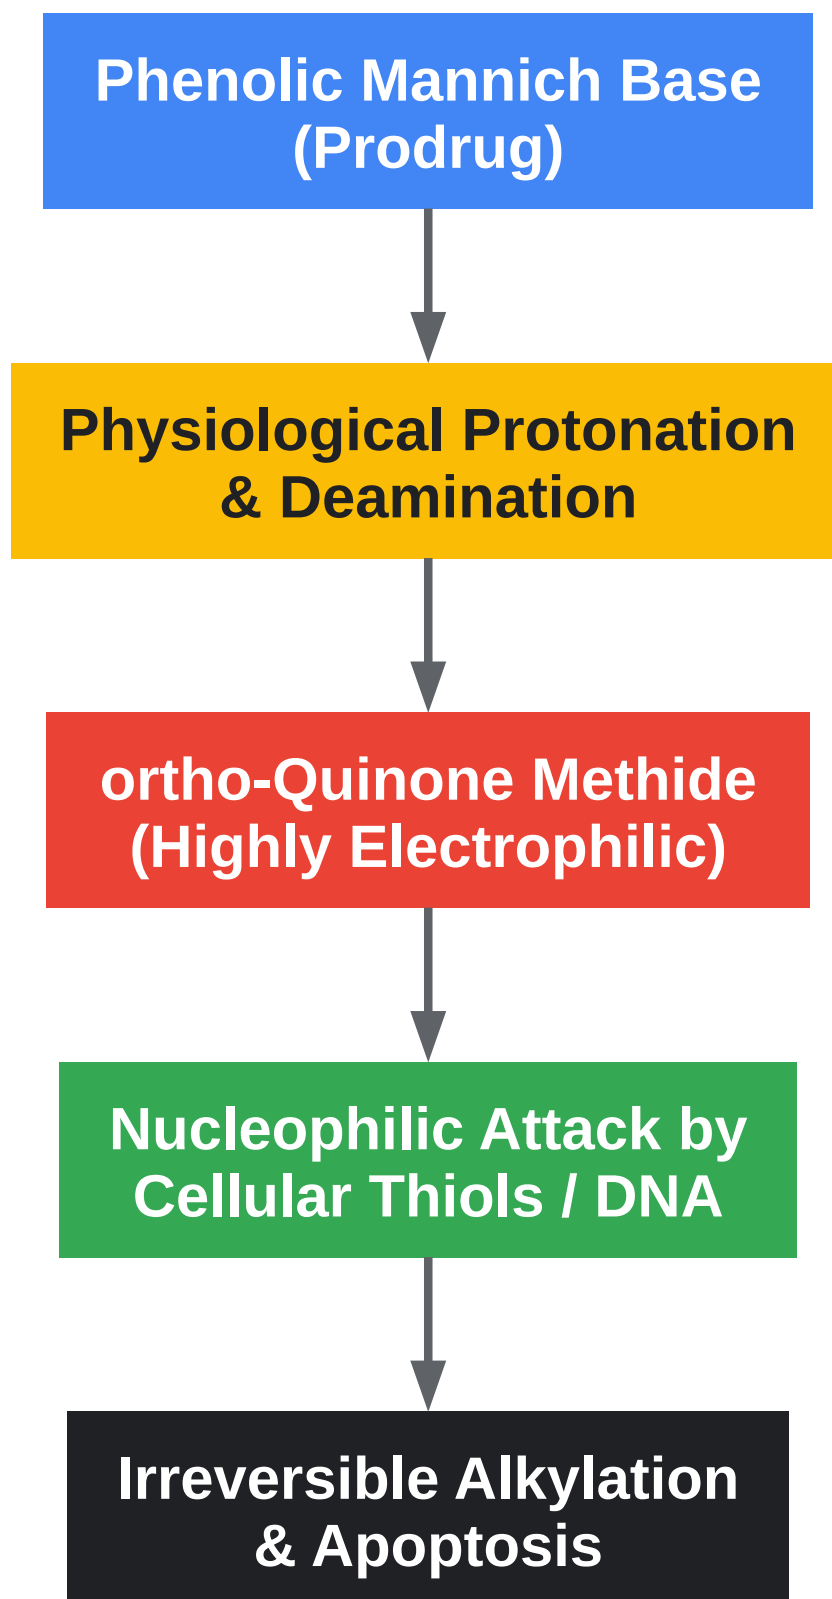 Phenolic Mannich Base
(Prodrug)
Physiological Protonation
& Deamination
ortho-Quinone Methide
(Highly Electrophilic)
Nucleophilic Attack by
Cellular Thiols / DNA
Irreversible Alkylation
& Apoptosis